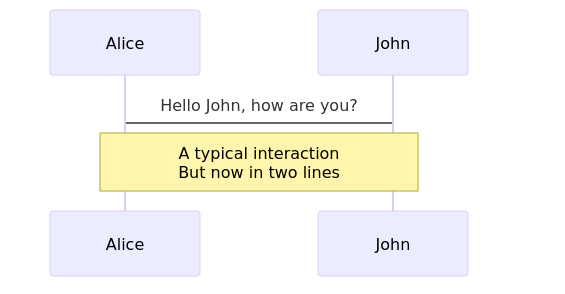 Alice
John
Hello John, how are you?
A typical interaction
But now in two lines
Alice
John